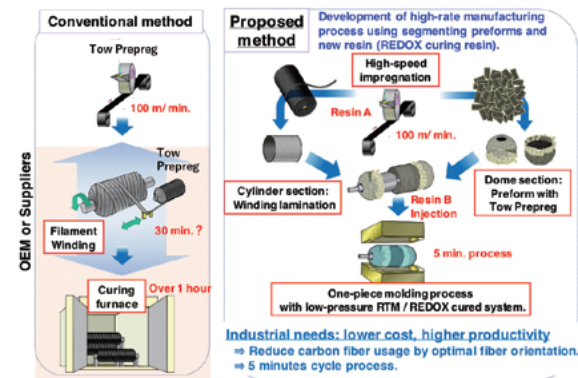 Conventional method
Tow Prepreg
100 m/ min.
OEM or Suppliers
Tow
Prepreg
Filament
Winding
30 min. ?
Curing
furnace
Over 1 hour
Proposed
method
Development of high-rate manufacturing
process using segmenting preforms and
new resin (REDOX curing resin).
High-speed
impregnation
Resin A
100 m/ min.
Cylinder section:
Winding lamination
Resin B
Injection
Dome section:
Preform with
Tow Prepreg
5 min. process
One-piece molding process
with low-pressure RTM / REDOX cured system.
Industrial needs: lower cost, higher productivity
⇒ Reduce carbon fiber usage by optimal fiber orientation.
⇒ 5 minutes cycle process.